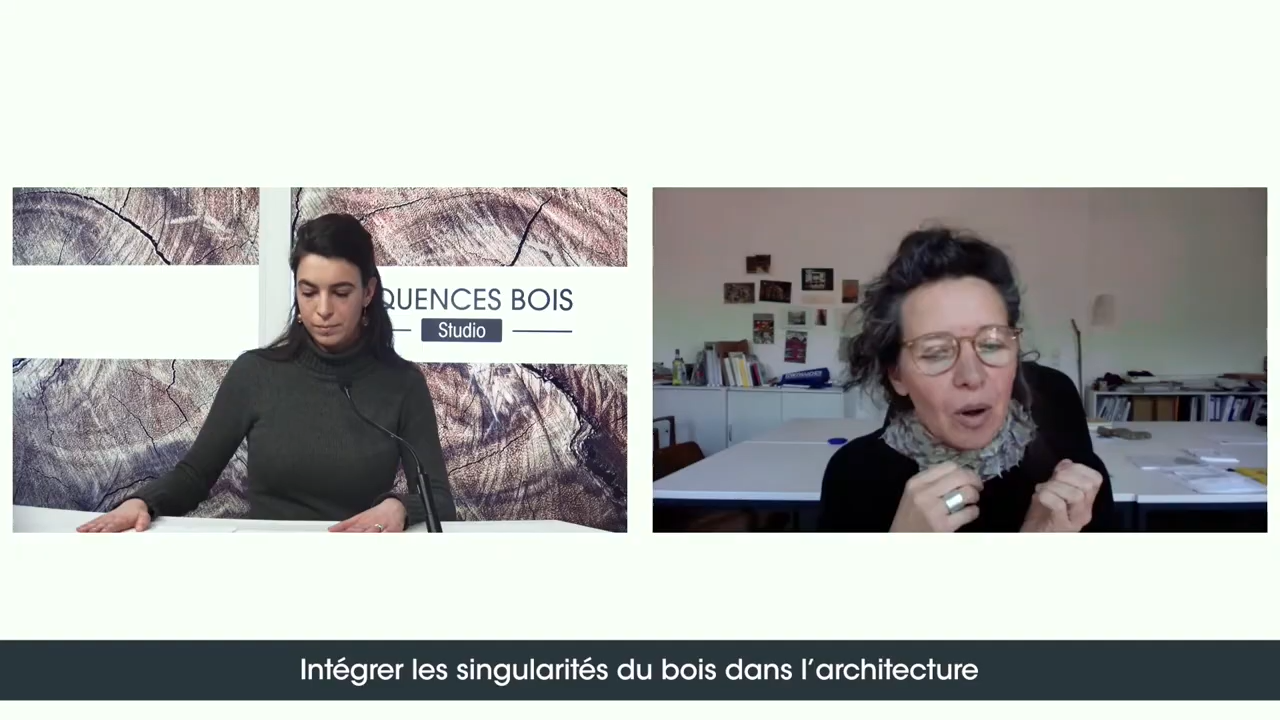 QUENCES BOIS
Studio
Intégrer les singularités du bois dans l’architecture